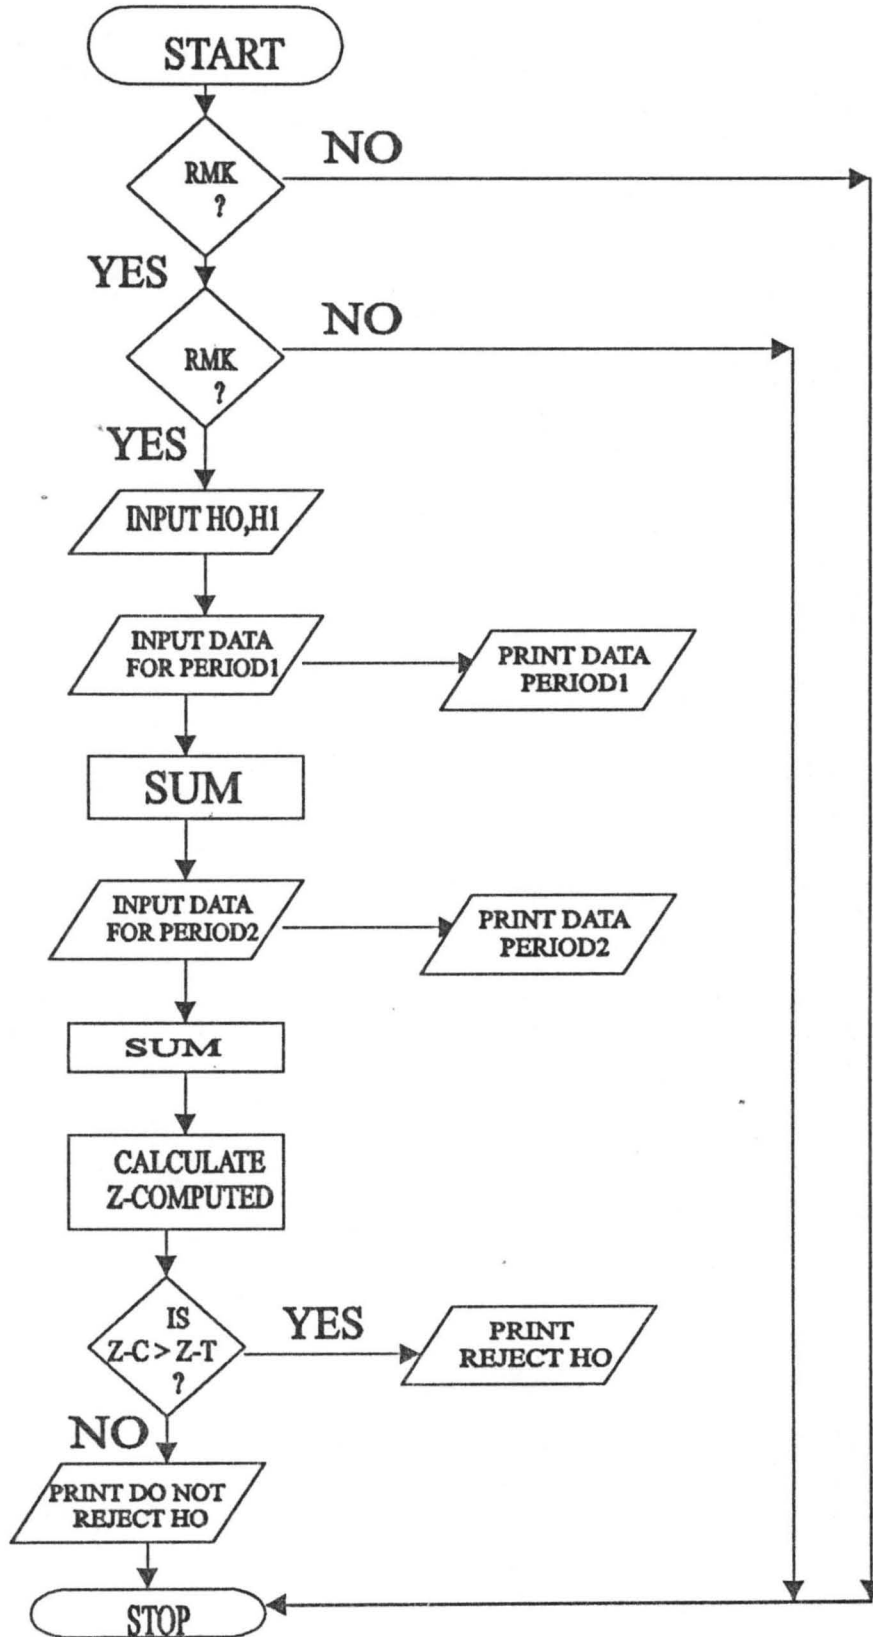 START
RMK
?
NO
YES
RMK
?
NO
YES
INPUT HO,H1
INPUT DATA
FOR PERIOD1
PRINT DATA
PERIOD1
SUM
INPUT DATA
FOR PERIOD2
PRINT DATA
PERIOD2
SUM
CALCULATE
Z-COMPUTED
IS
Z-C > Z-T
?
YES
PRINT
REJECT HO
NO
PRINT DO NOT
REJECT HO
STOP